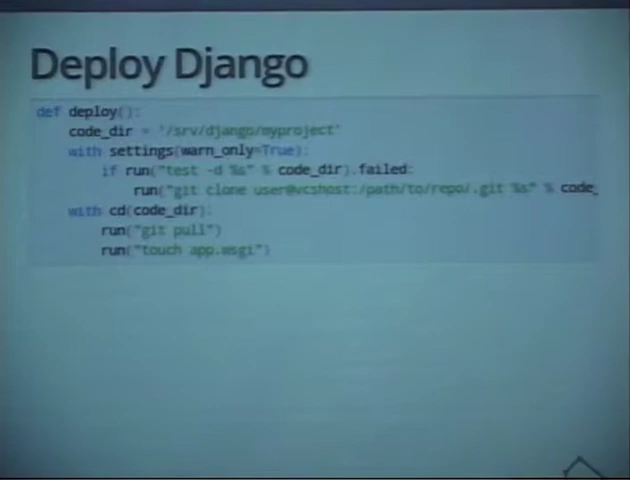 Deploy Django
def deploy():
code_dir = '/srv/django/myproject'
with settings(warn_only=True):
if run("test -d %s" % code_dir).failed:
run("git clone user@vcshost:/path/to/repo/.git %s" % code_
with cd(code_dir):
run("git pull")
run("touch app.wsgi")